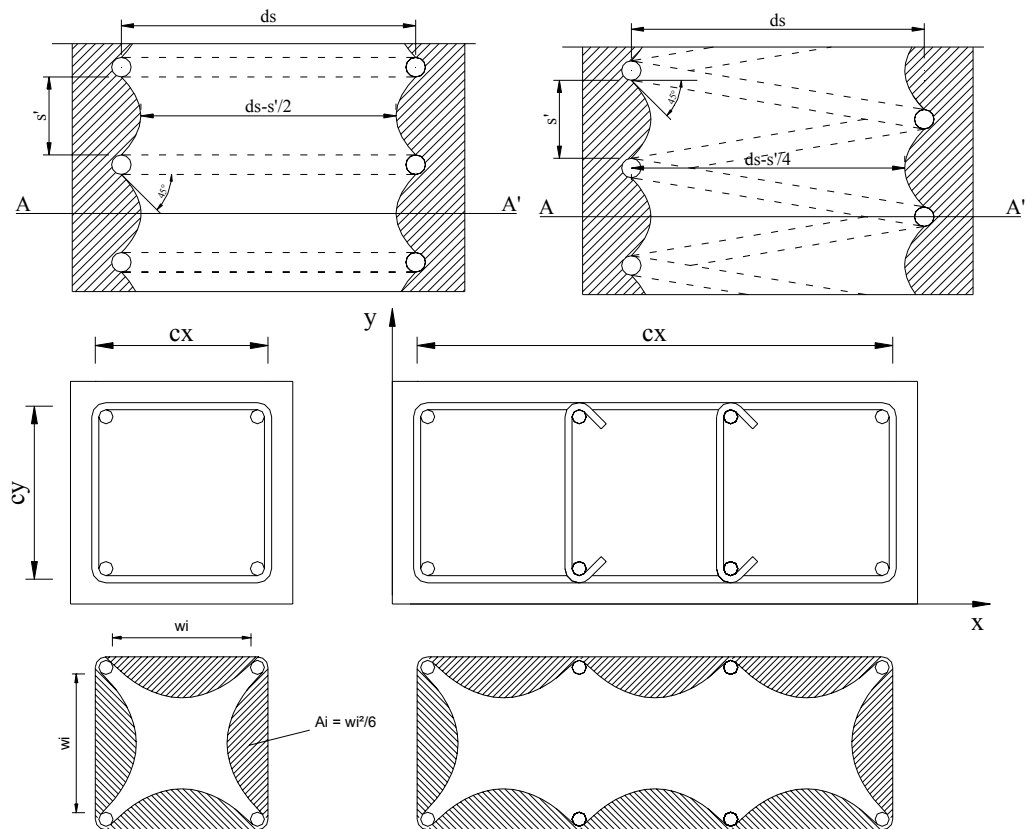 ds
ds
s'
ds-s'/2
45°
A
A'
s'
45°
ds-s'/4
A
A'
y
cx
cx
cy
x
wi
wi
Ai = wi²/6